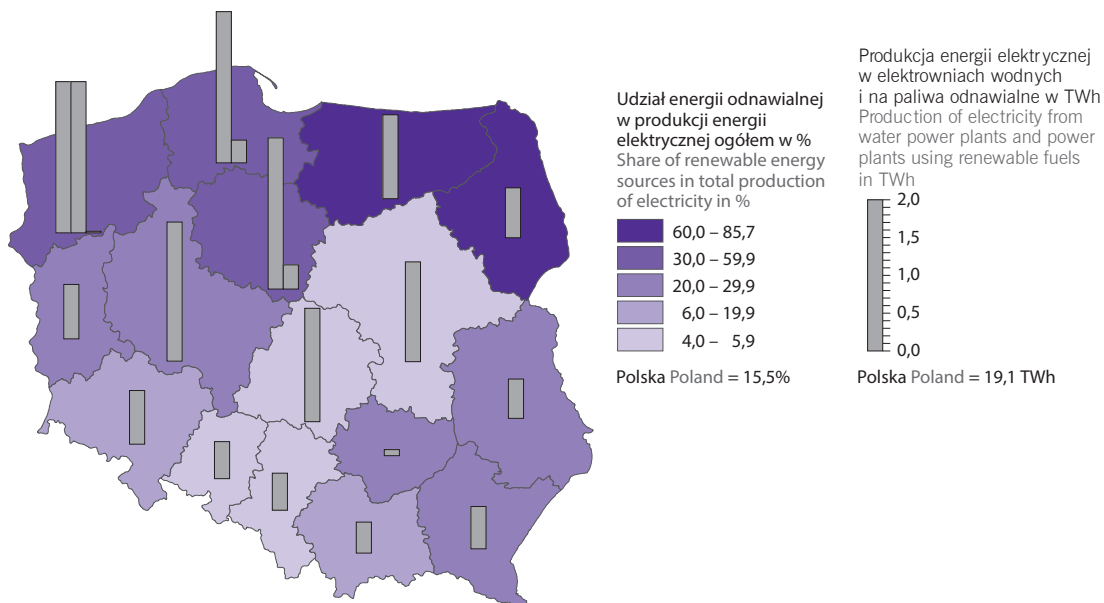 Udział energii odnawialnej
w produkcji energii
elektrycznej ogółem w %
Share of renewable energy
sources in total production
of electricity in %
60,0 – 85,7
30,0 – 59,9
20,0 – 29,9
6,0 – 19,9
4,0 – 5,9
Polska Poland = 15,5%
Produkcja energii elektrycznej
w elektrowniach wodnych
i na paliwa odnawialne w TWh
Production of electricity from
water power plants and power
plants using renewable fuels
in TWh
2,0
1,5
1,0
0,5
0,0
Polska Poland = 19,1 TWh